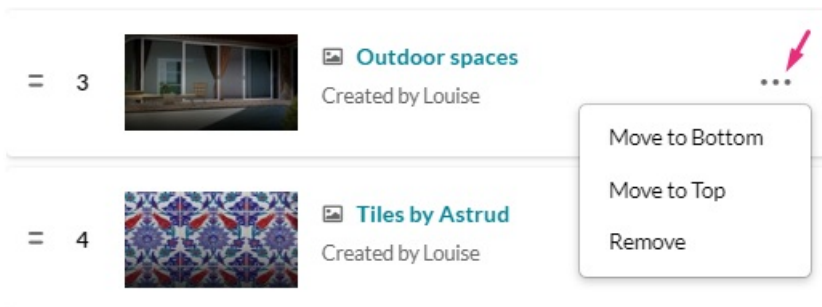 3
Outdoor spaces
Created by Louise
Move to Bottom
Move to Top
Remove
4
Tiles by Astrud
Created by Louise